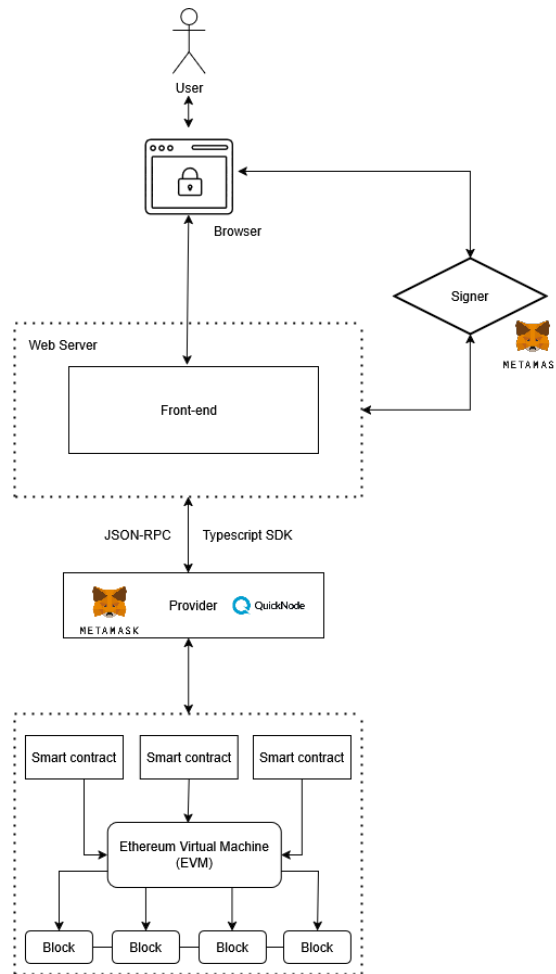 User
Browser
Signer
METAMAS
Web Server
Front-end
JSON-RPC
Typescript SDK
Provider
QuickNode
METAMASK
Smart contract
Smart contract
Smart contract
Ethereum Virtual Machine
(EVM)
Block
Block
Block
Block